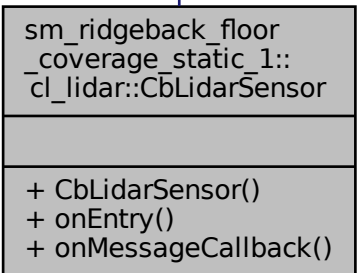 sm_ridgeback_floor
_coverage_static_1::
cl_lidar::CbLidarSensor
+ CbLidarSensor()
+ onEntry()
+ onMessageCallback()